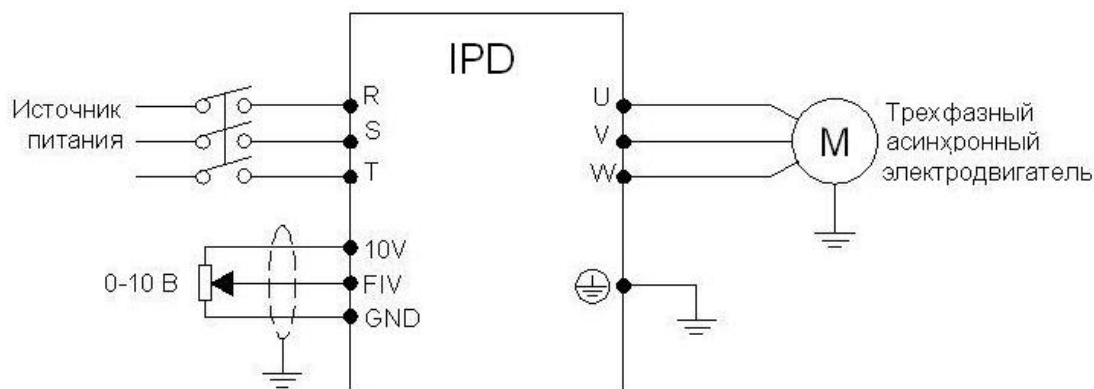 IPD
Источник
питания
R
S
T
U
V
W
M
Трехфазный
асинхронный
электродвигатель
0-10 В
10V
FIV
GND